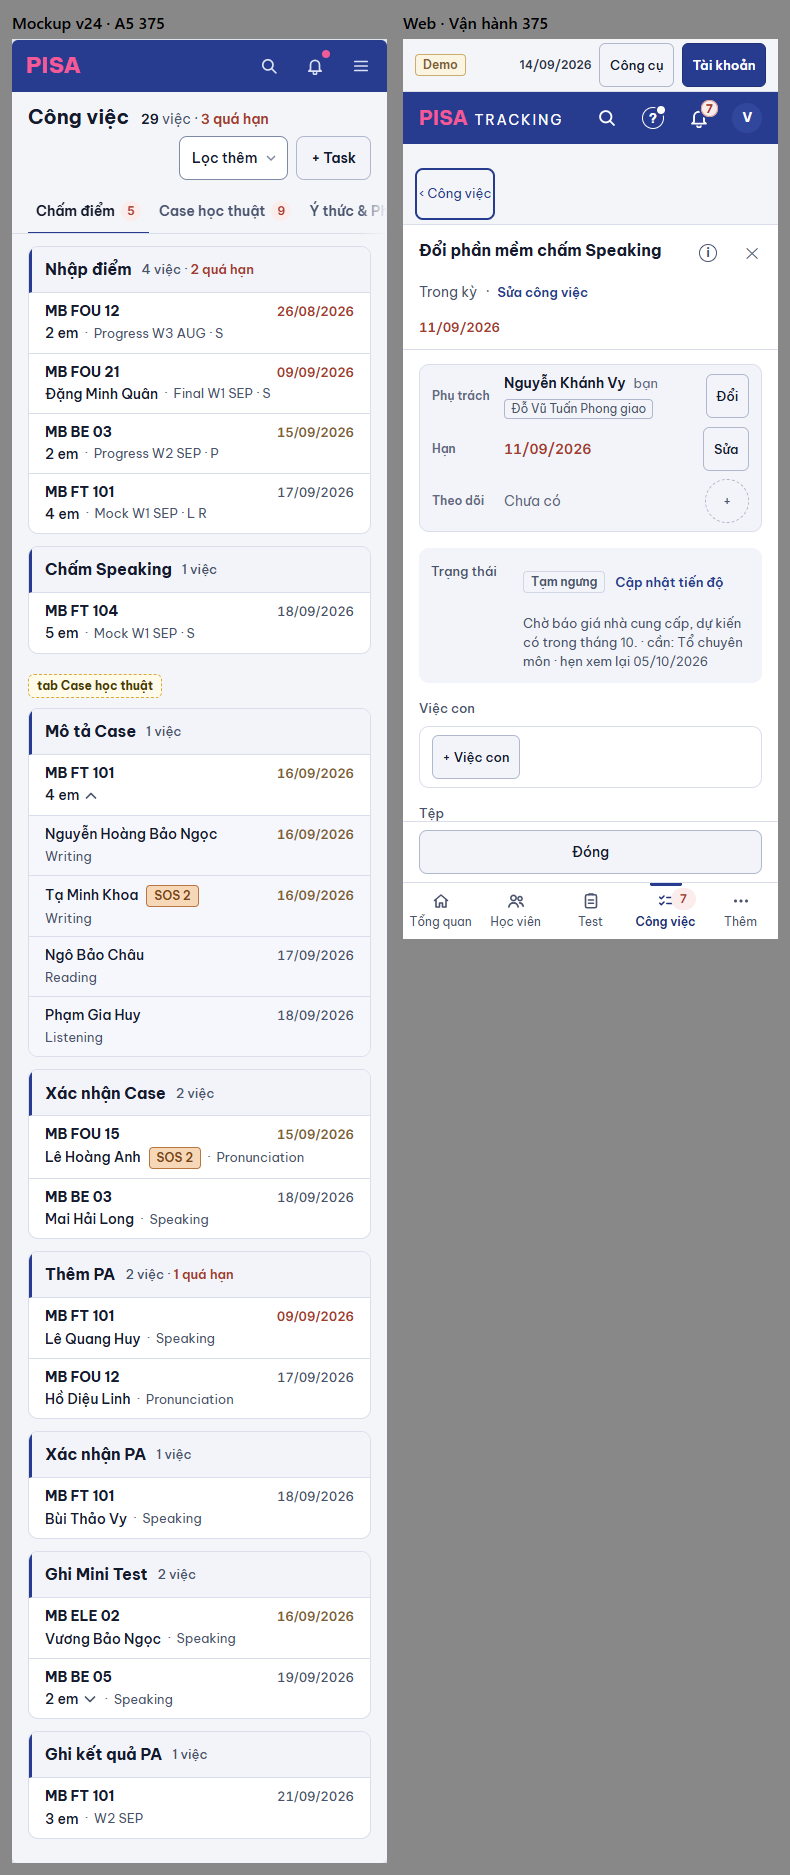 Mockup v24 · A5 375
PISA
Công việc 29 việc · 3 quá hạn
Lọc thêm
+ Task
Chấm điểm 5 Case học thuật 9 Ý thức & P
Nhập điểm 4 việc · 2 quá hạn
MB FOU 12 26/08/2026
2 em · Progress W3 AUG · S
MB FOU 21 09/09/2026
Đặng Minh Quân · Final W1 SEP · S
MB BE 03 15/09/2026
2 em · Progress W2 SEP · P
MB FT 101 17/09/2026
4 em · Mock W1 SEP · L R
Chấm Speaking 1 việc
MB FT 104 18/09/2026
5 em · Mock W1 SEP · S
tab Case học thuật
Mô tả Case 1 việc
MB FT 101 16/09/2026
4 em
Nguyễn Hoàng Bảo Ngọc 16/09/2026
Writing
Tạ Minh Khoa SOS 2 16/09/2026
Writing
Ngô Bảo Châu 17/09/2026
Reading
Phạm Gia Huy 18/09/2026
Listening
Xác nhận Case 2 việc
MB FOU 15 15/09/2026
Lê Hoàng Anh SOS 2 · Pronunciation
MB BE 03 18/09/2026
Mai Hải Long · Speaking
Thêm PA 2 việc · 1 quá hạn
MB FT 101 09/09/2026
Lê Quang Huy · Speaking
MB FOU 12 17/09/2026
Hồ Diệu Linh · Pronunciation
Xác nhận PA 1 việc
MB FT 101 18/09/2026
Bùi Thảo Vy · Speaking
Ghi Mini Test 2 việc
MB ELE 02 16/09/2026
Vương Bảo Ngọc · Speaking
MB BE 05 19/09/2026
2 em · Speaking
Ghi kết quả PA 1 việc
MB FT 101 21/09/2026
3 em · W2 SEP
Web · Vận hành 375
Demo 14/09/2026 Công cụ Tài khoản
PISA TRACKING ? 7 V
‹ Công việc
Đổi phần mềm chấm Speaking
Trong kỳ · Sửa công việc
11/09/2026
Phụ trách Nguyễn Khánh Vy bạn Đổi
Đỗ Vũ Tuấn Phong giao
Hạn 11/09/2026 Sửa
Theo dõi Chưa có +
Trạng thái Tạm ngưng Cập nhật tiến độ
Chờ báo giá nhà cung cấp, dự kiến
có trong tháng 10. · cần: Tổ chuyên
môn · hẹn xem lại 05/10/2026
Việc con
+ Việc con
Tệp
Đóng
7
Tổng quan Học viên Test Công việc Thêm